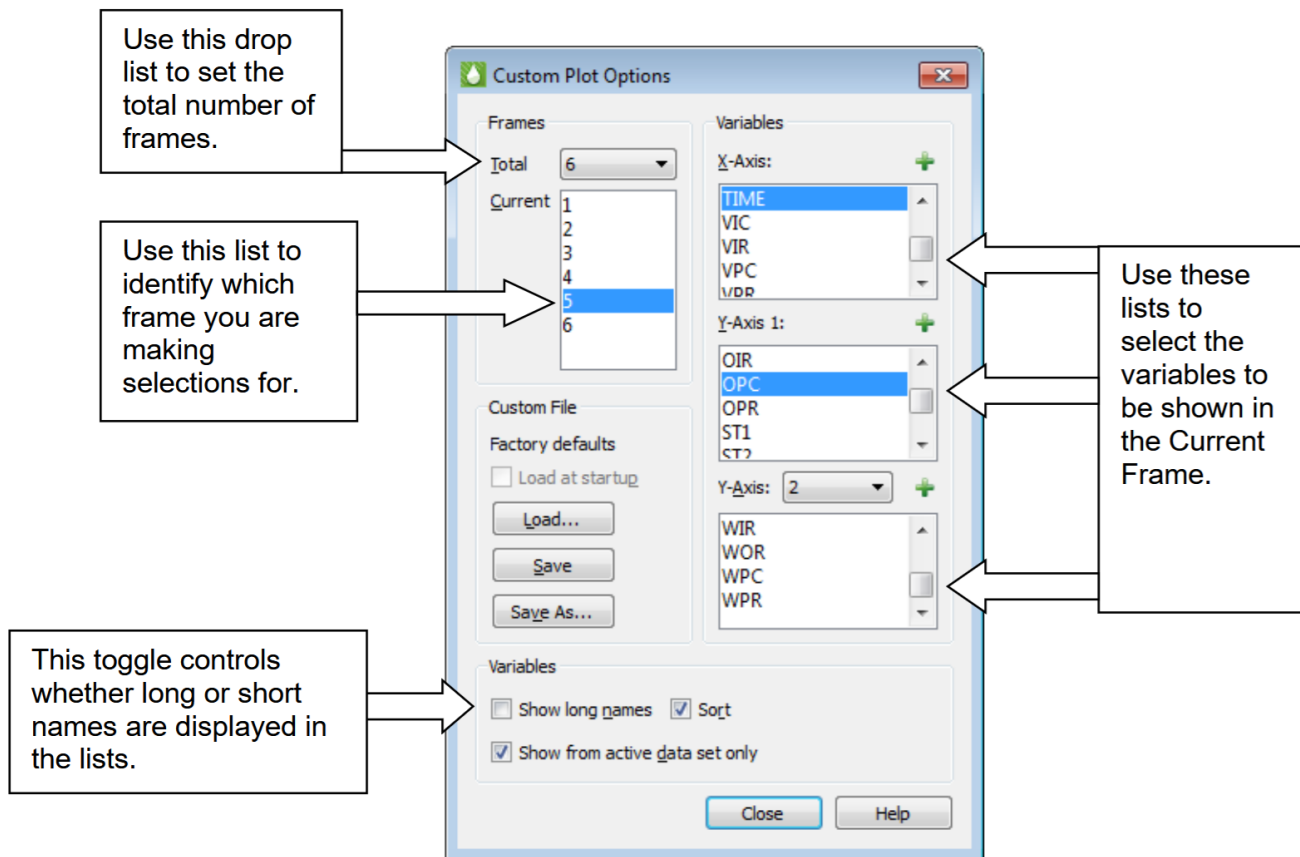 Use this drop
list to set the
total number of
frames.
Use this list to
identify which
frame you are
making
selections for.
This toggle controls
whether long or short
names are displayed in
the lists.
Custom Plot Options
Frames
Total 6
Current
1
2
3
4
5
6
Custom File
Factory defaults
Load at startup
Load...
Save
Save As...
Variables
X-Axis:
TIME
VIC
VIR
VPC
VPR
Y-Axis 1:
OIR
OPC
OPR
ST1
ST2
Y-Axis: 2
WIR
WOR
WPC
WPR
Variables
Show long names Sort
Show from active data set only
Close Help
Use these
lists to
select the
variables to
be shown in
the Current
Frame.